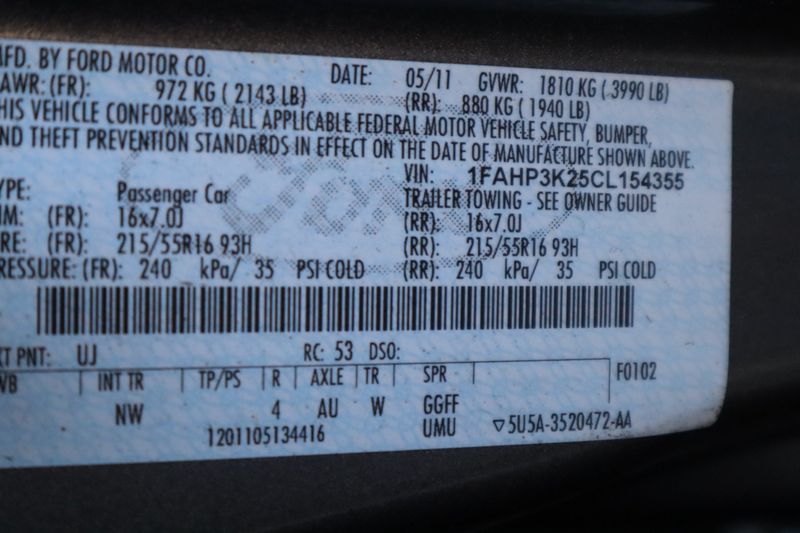 MFD. BY FORD MOTOR CO.
DATE: 05/11 GVWR: 1810 KG ( 3990 LB)
AWR: (FR): 972 KG ( 2143 LB) (RR): 880 KG ( 1940 LB)
HIS VEHICLE CONFORMS TO ALL APPLICABLE FEDERAL MOTOR VEHICLE SAFETY, BUMPER,
ND THEFT PREVENTION STANDARDS IN EFFECT ON THE DATE OF MANUFACTURE SHOWN ABOVE.
VIN: 1FAHP3K25CL154355
YPE: Passenger Car TRAILER TOWING - SEE OWNER GUIDE
IM: (FR): 16x7.0J (RR): 16x7.0J
RE: (FR): 215/55R16 93H (RR): 215/55R16 93H
PRESSURE: (FR): 240 kPa/ 35 PSI COLD (RR): 240 kPa/ 35 PSI COLD
T PNT: UJ RC: 53 DSO:
WB INT TR TP/PS R AXLE TR SPR F0102
NW 4 AU W GGFF
1201105134416 UMU ▽5U5A-3520472-AA
Ford